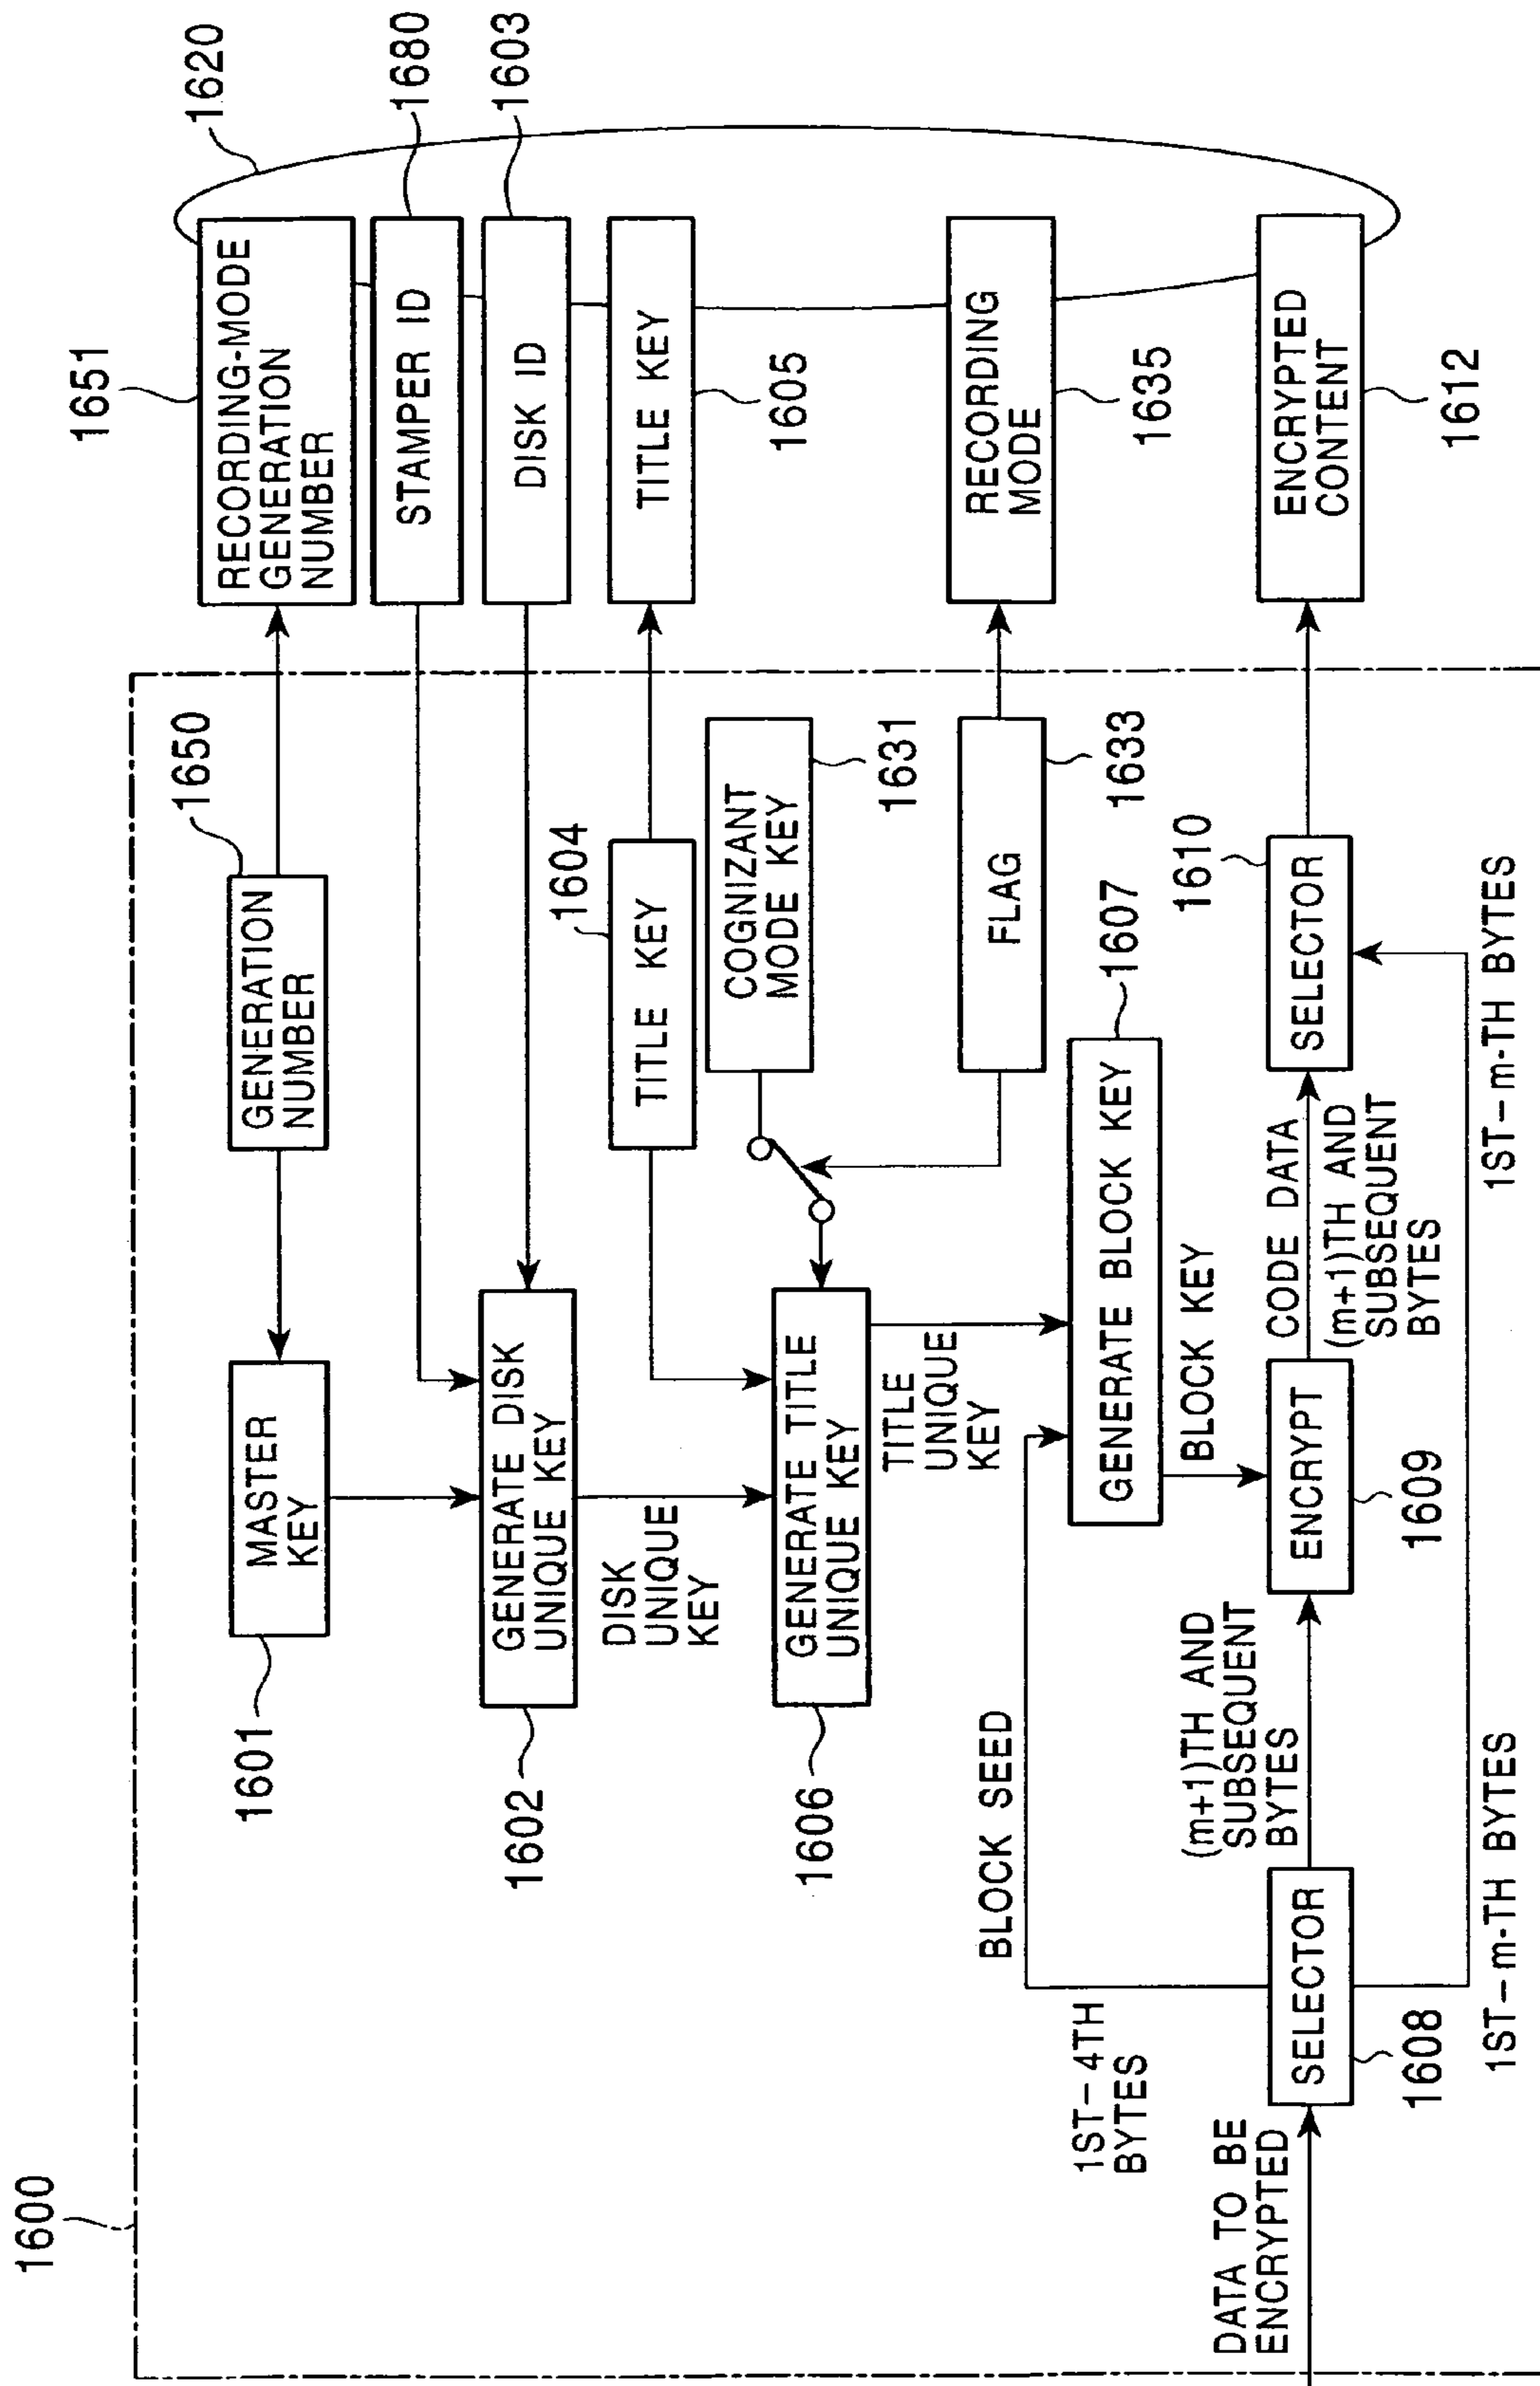 1600
1620
1651
RECORDING-MODE
GENERATION
NUMBER
1680
STAMPER ID
1603
DISK ID
TITLE KEY
1605
RECORDING
MODE
1635
ENCRYPTED
CONTENT
1612
1650
GENERATION
NUMBER
1601
MASTER
KEY
1602
GENERATE DISK
UNIQUE KEY
DISK
UNIQUE
KEY
1604
TITLE KEY
COGNIZANT
MODE KEY
1631
FLAG
1633
1606
GENERATE TITLE
UNIQUE KEY
TITLE
UNIQUE
KEY
GENERATE BLOCK KEY
1607
BLOCK KEY
BLOCK SEED
1ST-4TH
BYTES
DATA TO BE
ENCRYPTED
SELECTOR
1608
(m+1)TH AND
SUBSEQUENT
BYTES
ENCRYPT
1609
CODE DATA
(m+1)TH AND
SUBSEQUENT
BYTES
SELECTOR
1610
1ST-m-TH BYTES
1ST-m-TH BYTES